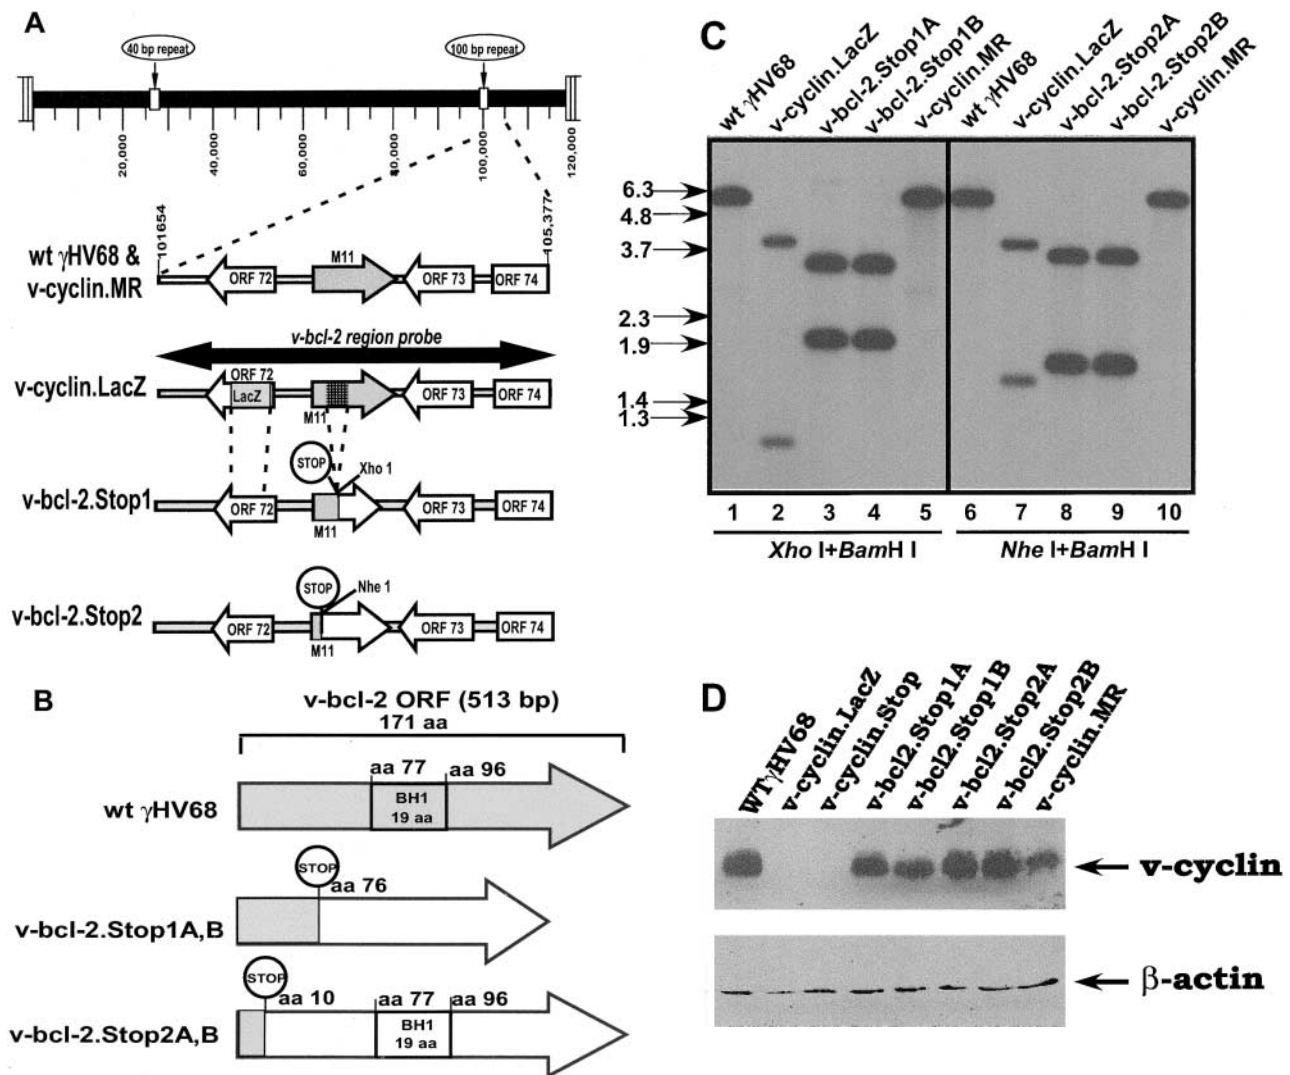 A
40 bp repeat
100 bp repeat
20,000
40,000
60,000
80,000
100,000
120,000
101654
105,377
wt γHV68 &
v-cyclin.MR
M11
ORF 72
ORF 73
ORF 74
v-bcl-2 region probe
v-cyclin.LacZ
ORF 72
LacZ
M11
ORF 73
ORF 74
v-bcl-2.Stop1
STOP
Xho 1
ORF 72
M11
ORF 73
ORF 74
v-bcl-2.Stop2
STOP
Nhe 1
ORF 72
M11
ORF 73
ORF 74
B
v-bcl-2 ORF (513 bp)
171 aa
wt γHV68
aa 77
aa 96
BH1
19 aa
v-bcl-2.Stop1A,B
STOP
aa 76
v-bcl-2.Stop2A,B
STOP
aa 10
aa 77
aa 96
BH1
19 aa
C
wt γHV68
v-cyclin.LacZ
v-bcl-2.Stop1A
v-bcl-2.Stop1B
v-cyclin.MR
wt γHV68
v-cyclin.LacZ
v-bcl-2.Stop2A
v-bcl-2.Stop2B
v-cyclin.MR
6.3
4.8
3.7
2.3
1.9
1.4
1.3
1 2 3 4 5 6 7 8 9 10
Xho I+BamH I
Nhe I+BamH I
D
WTγHV68
v-cyclin.LacZ
v-cyclin.Stop
v-bcl2.Stop1A
v-bcl2.Stop1B
v-bcl2.Stop2A
v-bcl2.Stop2B
v-cyclin.MR
v-cyclin
β-actin